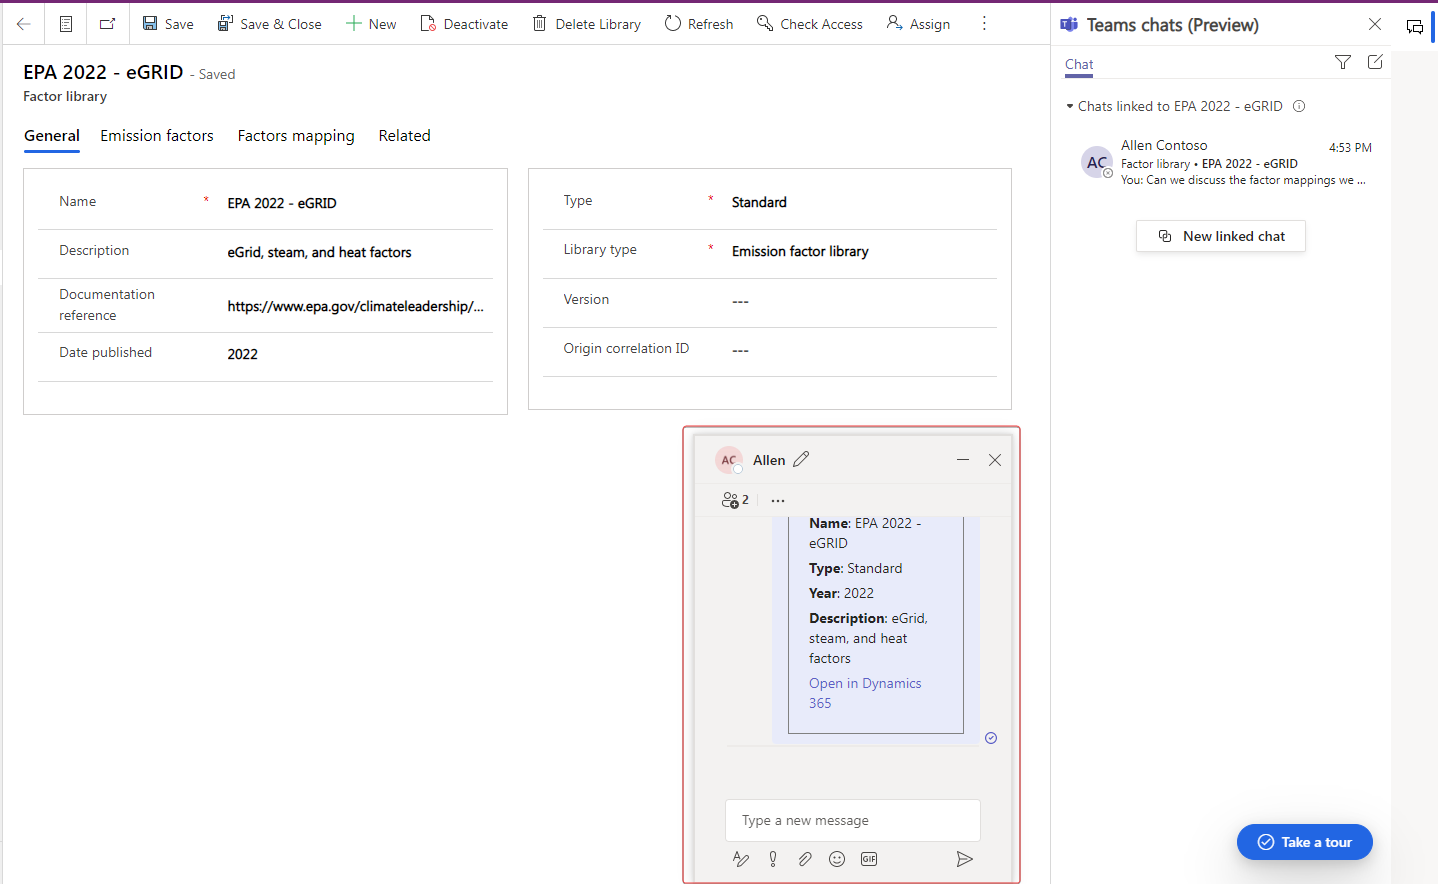 Save
Save & Close
New
Deactivate
Delete Library
Refresh
Check Access
Assign
EPA 2022 - eGRID - Saved
Factor library
General
Emission factors
Factors mapping
Related
Name * EPA 2022 - eGRID
Description eGrid, steam, and heat factors
Documentation
reference
https://www.epa.gov/climateleadership/...
Date published 2022
Type * Standard
Library type * Emission factor library
Version ---
Origin correlation ID ---
AC Allen
2
Name: EPA 2022 -
eGRID
Type: Standard
Year: 2022
Description: eGrid,
steam, and heat
factors
Open in Dynamics
365
Type a new message
GIF
Teams chats (Preview)
Chat
Chats linked to EPA 2022 - eGRID
AC
Allen Contoso 4:53 PM
Factor library • EPA 2022 - eGRID
You: Can we discuss the factor mappings we ...
New linked chat
Take a tour